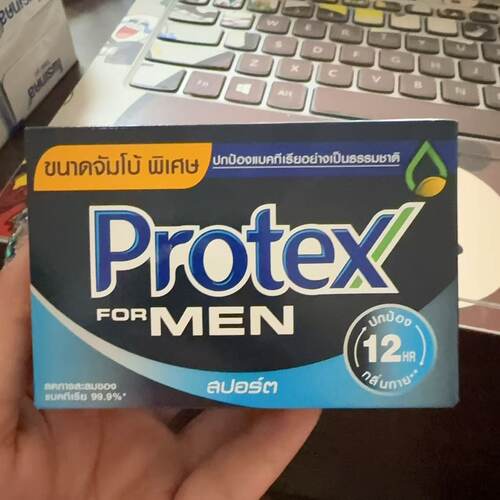 ขนาดจัมโบ้ พิเศษ
ปกป้องแบคทีเรียอย่างเป็นธรรมชาติ
Protex
FOR MEN
ปกป้อง
12HR
กลิ่นกาย**
สปอร์ต
ลดการสะสมของ
แบคทีเรีย 99.9%*